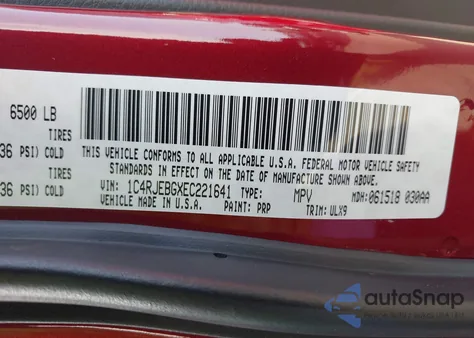 6500 LB
TIRES
36 PSI) COLD
TIRES
36 PSI) COLD
THIS VEHICLE CONFORMS TO ALL APPLICABLE U.S.A. FEDERAL MOTOR VEHICLE SAFETY
STANDARDS IN EFFECT ON THE DATE OF MANUFACTURE SHOWN ABOVE.
VIN: 1C4RJEBGXEC221641 TYPE: MPV MDH: 061518 030AA
VEHICLE MADE IN U.S.A. PAINT: PRP TRIM: ULX9
autoSnap